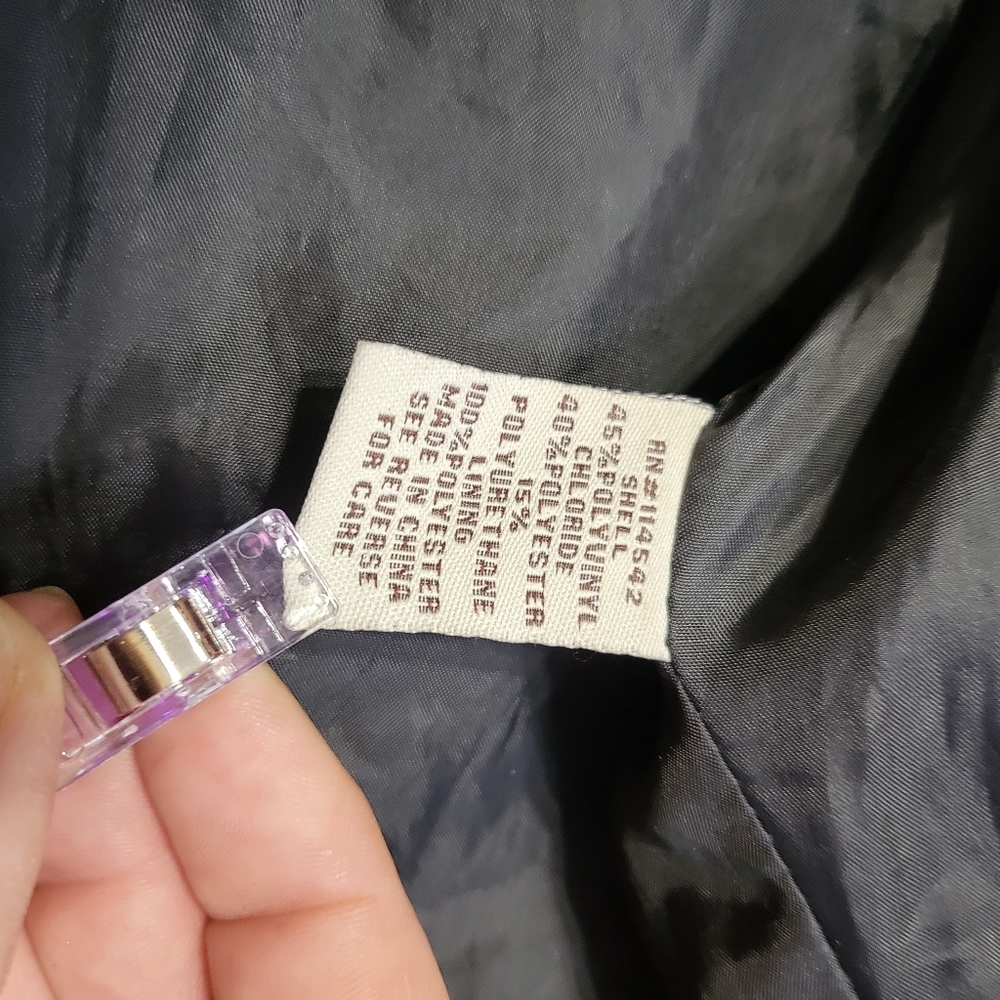 RN#114542
SHELL
45%POLYVINYL
CHLORIDE
40%POLYESTER
15%
POLYURETHANE
LINING
100%POLYESTER
MADE IN CHINA
SEE REVERSE
FOR CARE